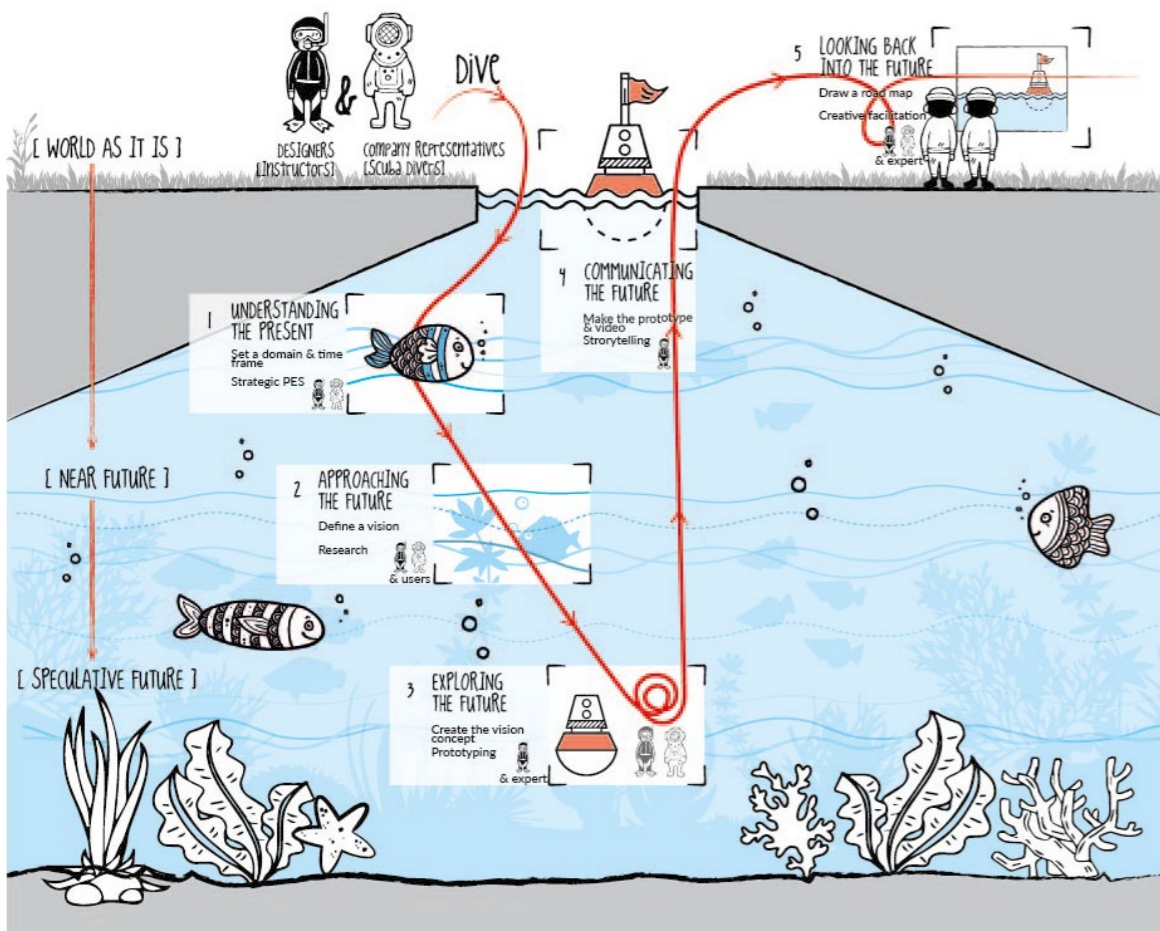 DIVE
&
DESIGNERS
[Instructors]
COMPANY REPRESENTATIVES
[SCUBA DIVERS]
[ WORLD AS IT IS ]
[ NEAR FUTURE ]
[ SPECULATIVE FUTURE ]
1 UNDERSTANDING
THE PRESENT
Set a domain & time
frame
Strategic PES
2 APPROACHING
THE FUTURE
Define a vision
Research
& users
3 EXPLORING
THE FUTURE
Create the vision
concept
Prototyping
& expert
4 COMMUNICATING
THE FUTURE
Make the prototype
& video
Strorytelling
5 LOOKING BACK
INTO THE FUTURE
Draw a road map
Creative facilitation
& expert